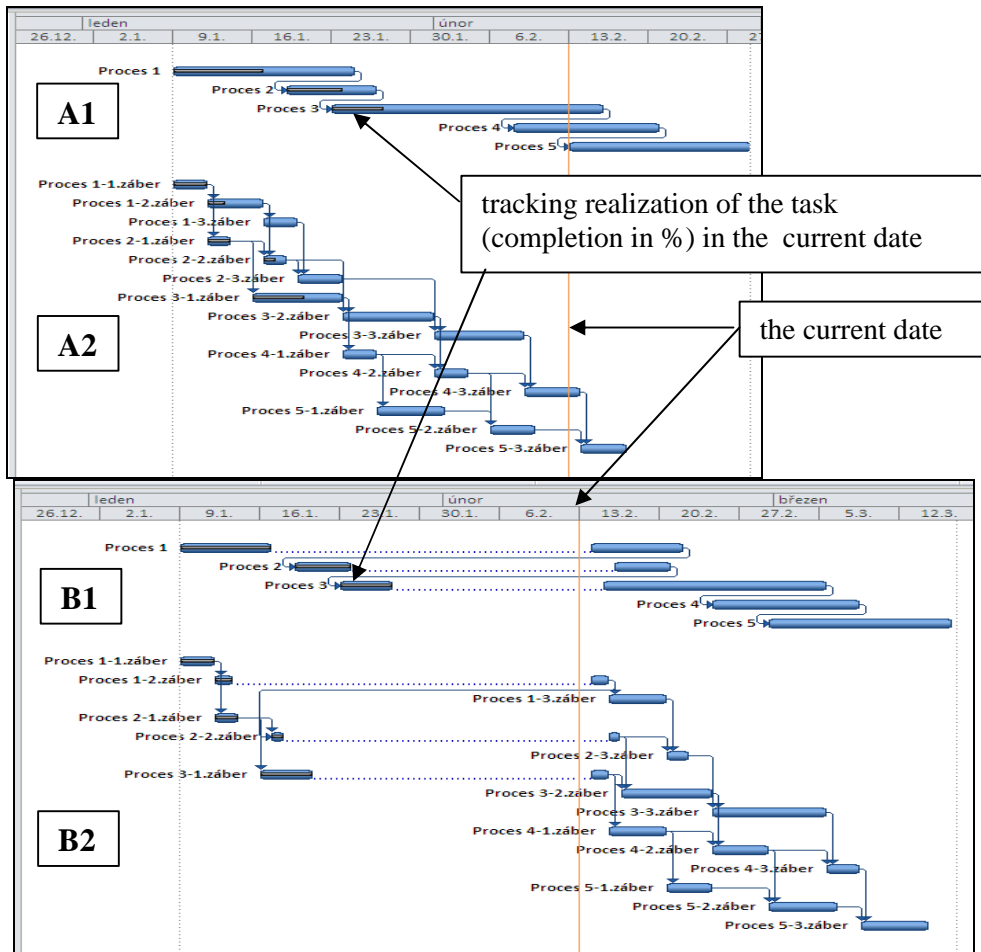 leden únor
26.12. 2.1. 9.1. 16.1. 23.1. 30.1. 6.2. 13.2. 20.2.
Proces 1
Proces 2
A1
Proces 3
Proces 4
Proces 5
Proces 1-1.záber
Proces 1-2.záber
Proces 1-3.záber
Proces 2-1.záber
Proces 2-2.záber
Proces 2-3.záber
Proces 3-1.záber
Proces 3-2.záber
A2
Proces 3-3.záber
Proces 4-1.záber
Proces 4-2.záber
Proces 4-3.záber
Proces 5-1.záber
Proces 5-2.záber
Proces 5-3.záber
tracking realization of the task
(completion in %) in the current date
the current date
leden únor březen
26.12. 2.1. 9.1. 16.1. 23.1. 30.1. 6.2. 13.2. 20.2. 27.2. 5.3. 12.3.
Proces 1
Proces 2
Proces 3
B1
Proces 4
Proces 5
Proces 1-1.záber
Proces 1-2.záber
Proces 1-3.záber
Proces 2-1.záber
Proces 2-2.záber
Proces 2-3.záber
Proces 3-1.záber
Proces 3-2.záber
Proces 3-3.záber
B2
Proces 4-1.záber
Proces 4-2.záber
Proces 4-3.záber
Proces 5-1.záber
Proces 5-2.záber
Proces 5-3.záber